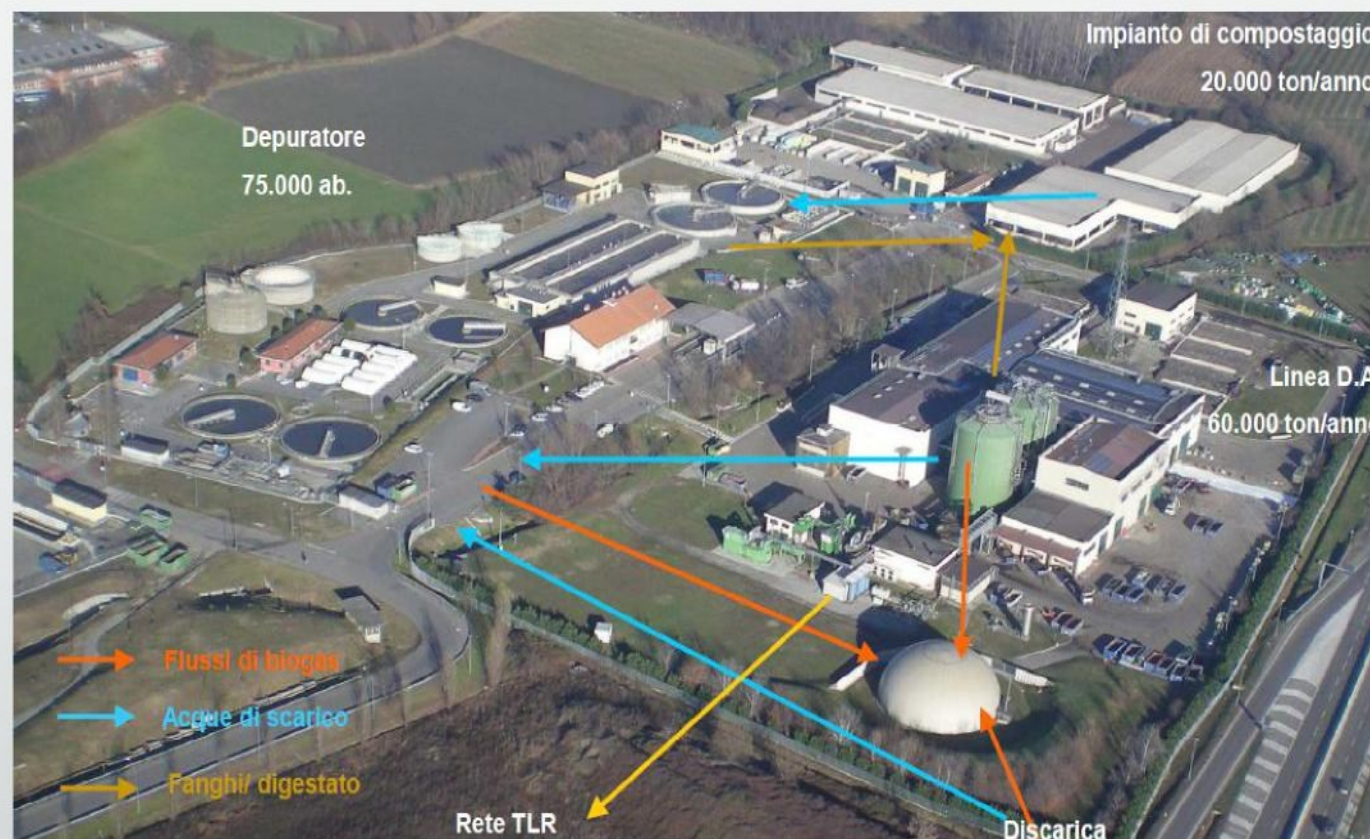 Impianto di compostaggio
20.000 ton/anno
Depuratore
75.000 ab.
Linea D.A
60.000 ton/anno
Flussi di biogas
Acque di scarico
Fanghi/ digestato
Rete TLR
Discarica